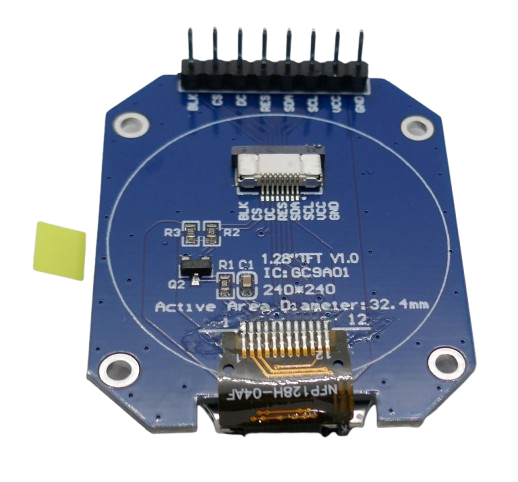 BLK CS DC RES SDA SCL VCC GND
BLK CS DC RES SDA SCL VCC GND
R3 R2
1.28"TFT V1.0
R1 C1
IC:GC9A01
Q2
240*240
Active Area Diameter:32.4mm
1 12
1 12
NFP128H-04AF